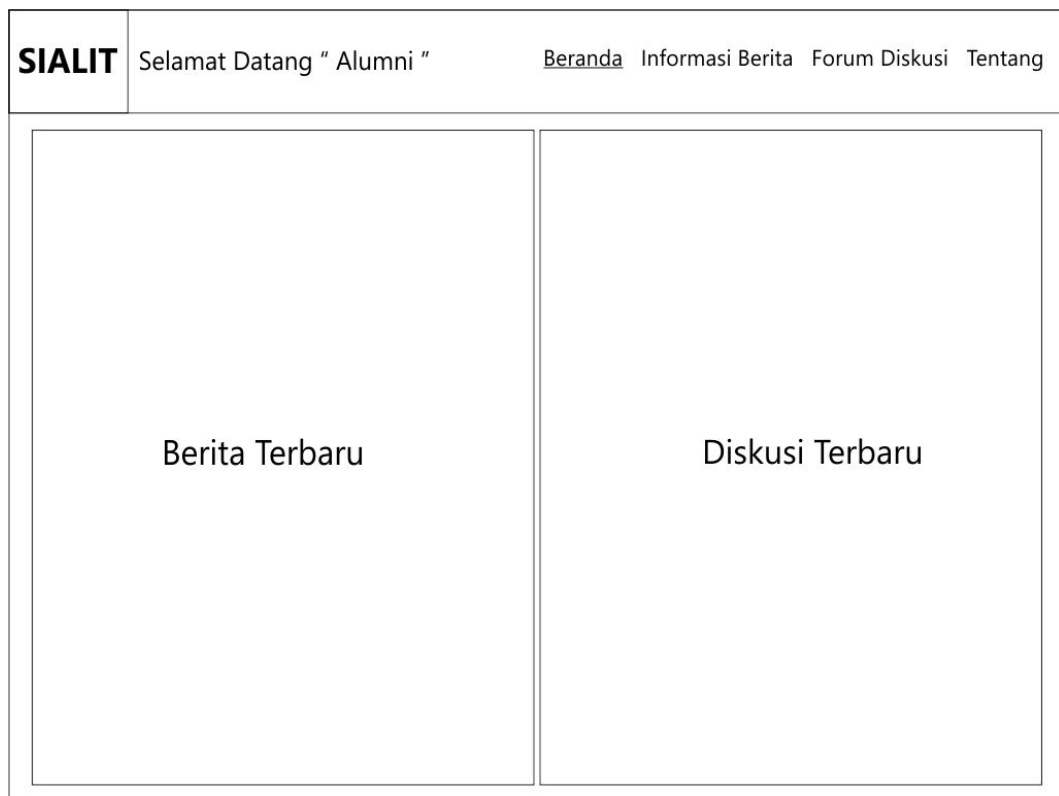 SIALIT
Selamat Datang “ Alumni ”
Beranda Informasi Berita Forum Diskusi Tentang
Berita Terbaru
Diskusi Terbaru